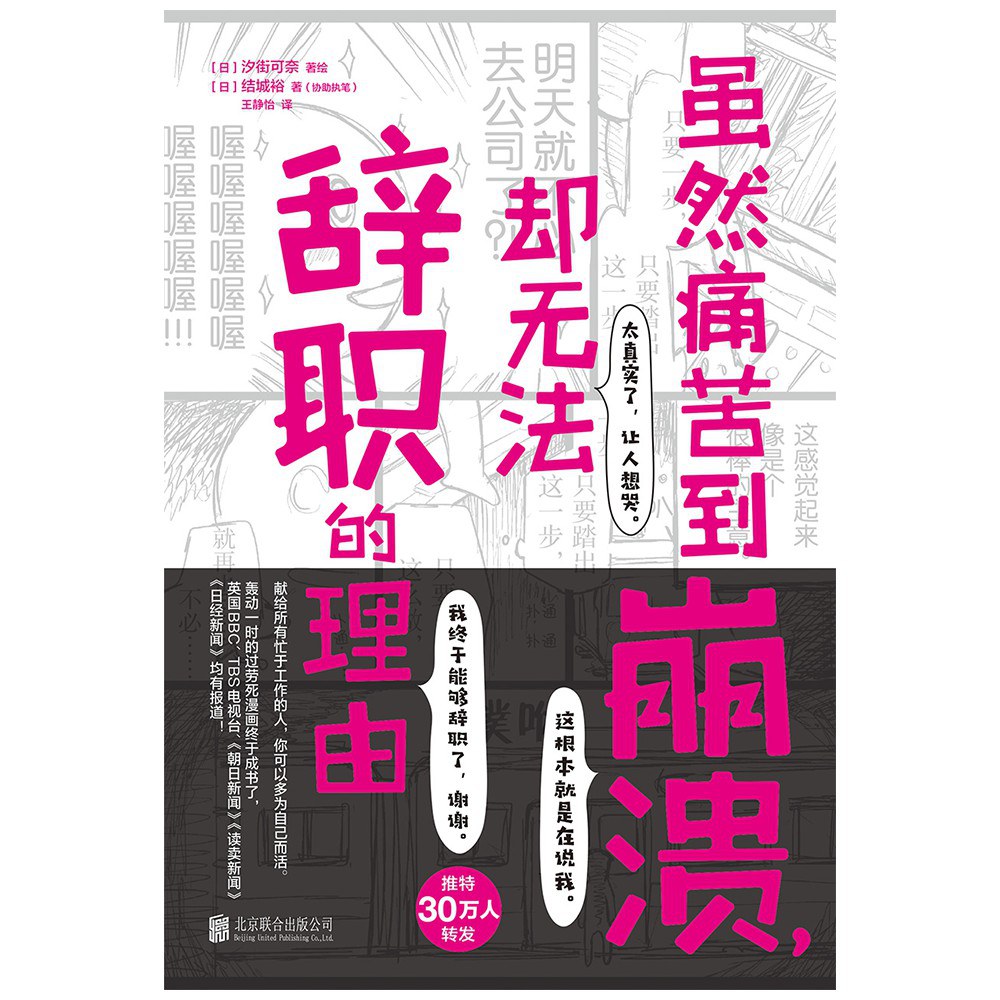 [日] 汐街可奈 著绘
[日] 结城裕 著(协助执笔)
王静怡 译
虽然痛苦到崩溃,
却无法
辞职的理由
太真实了,让人想哭。
我终于能够辞职了,谢谢。
这根本就是在说我。
明天就
去公司了?
喔喔喔喔喔喔
喔喔喔喔喔!!!
这感觉起来
像是个
只要踏出
这一步,
就再
不必……
扑通
扑通
献给所有忙于工作的人,你可以多为自己而活。
轰动一时的过劳死漫画终于成书了,
英国BBC、TBS电视台、《朝日新闻》《读卖新闻》
《日经新闻》均有报道!
推特
30万人
转发
北京联合出版公司
Beijing United Publishing Co.,Ltd.